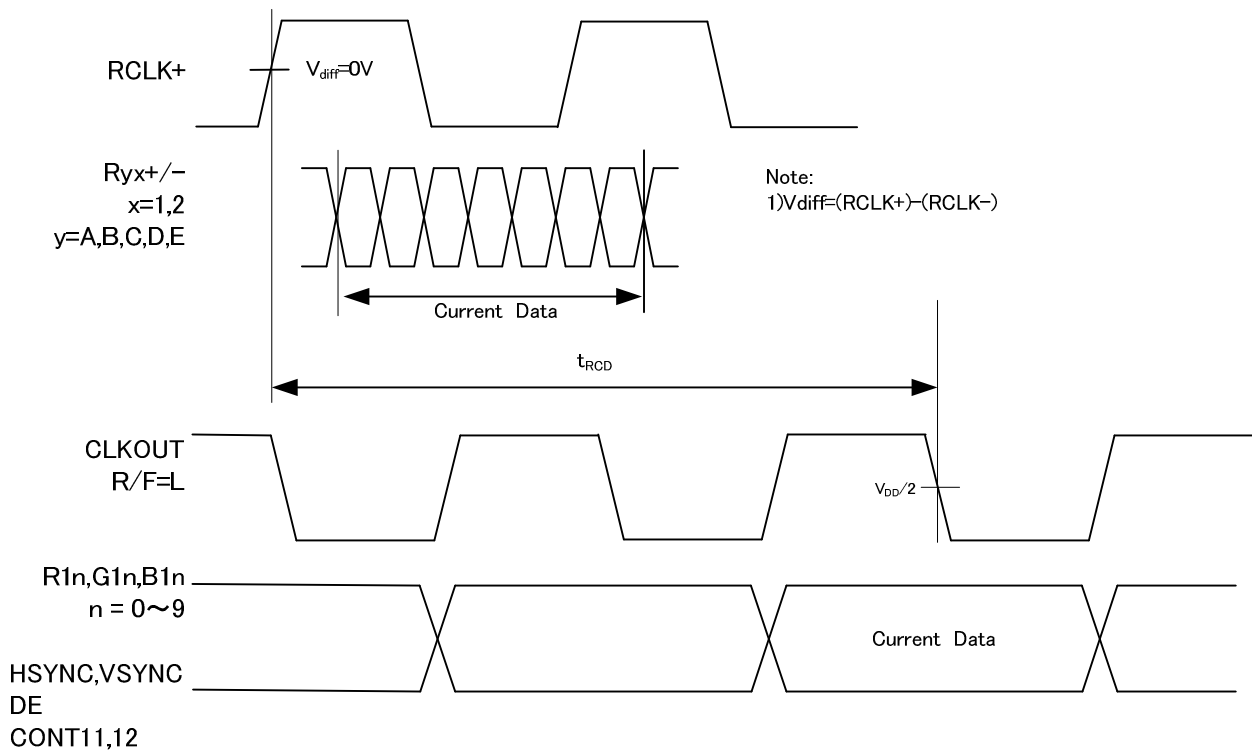 RCLK+
Vdiff=0V
Ryx+/-
x=1,2
y=A,B,C,D,E
Note:
1)Vdiff=(RCLK+)-(RCLK-)
Current Data
tRCD
CLKOUT
R/F=L
VDD/2
R1n,G1n,B1n
n = 0〜9
Current Data
HSYNC,VSYNC
DE
CONT11,12